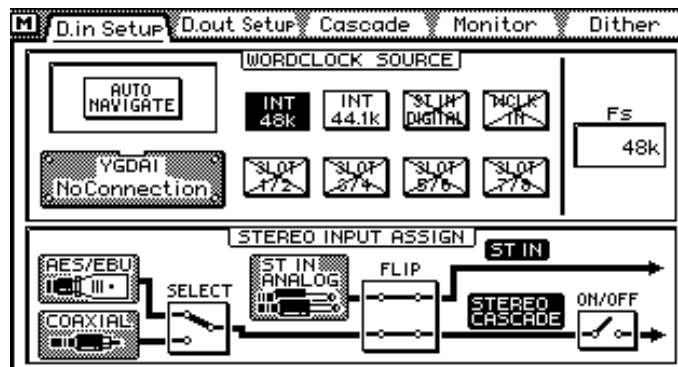 M D.in Setup D.out Setup Cascade Monitor Dither
WORDCLOCK SOURCE
AUTO
NAVIGATE
INT
48k
INT
44.1k
ST IN
DIGITAL
WCLK
IN
Fs
48k
YGDAI
NoConnection
SLOT
1/2
SLOT
3/4
SLOT
5/6
SLOT
7/8
STEREO INPUT ASSIGN
AES/EBU
COAXIAL
SELECT
ST IN
ANALOG
FLIP
ST IN
STEREO
CASCADE
ON/OFF